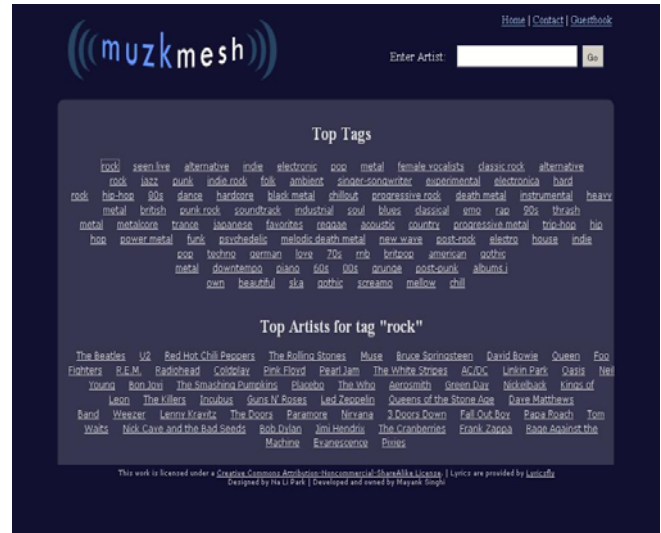 Home | Contact | Guestbook
(((muzkmesh)))
Enter Artist: Go
Top Tags
rock seen live alternative indie electronic pop metal female vocalists classic rock alternative
rock jazz punk indie rock folk ambient singer-songwriter experimental electronica hard
rock hip-hop 80s dance hardcore black metal chillout progressive rock death metal instrumental heavy
metal british punk rock soundtrack industrial soul blues classical emo rap 90s thrash
metal metalcore trance japanese favorites reggae acoustic country progressive metal trip-hop hip
hop power metal funk psychedelic melodic death metal new wave post-rock electro house indie
pop techno german love 70s rnb britpop american gothic
metal downtempo piano 60s 00s grunge post-punk albums i
own beautiful ska gothic screamo mellow chill
Top Artists for tag "rock"
The Beatles U2 Red Hot Chili Peppers The Rolling Stones Muse Bruce Springsteen David Bowie Queen Foo
Fighters R.E.M. Radiohead Coldplay Pink Floyd Pearl Jam The White Stripes AC/DC Linkin Park Oasis Neil
Young Bon Jovi The Smashing Pumpkins Placebo The Who Aerosmith Green Day Nickelback Kings of
Leon The Killers Incubus Guns N' Roses Led Zeppelin Queens of the Stone Age Dave Matthews
Band Weezer Lenny Kravitz The Doors Paramore Nirvana 3 Doors Down Fall Out Boy Papa Roach Tom
Waits Nick Cave and the Bad Seeds Bob Dylan Jimi Hendrix The Cranberries Frank Zappa Rage Against the
Machine Evanescence Pixies
This work is licensed under a Creative Commons Attribution-Noncommercial-ShareAlike License. | Lyrics are provided by Lyricsfly
Designed by Na Li Park | Developed and owned by Mayank Singhi